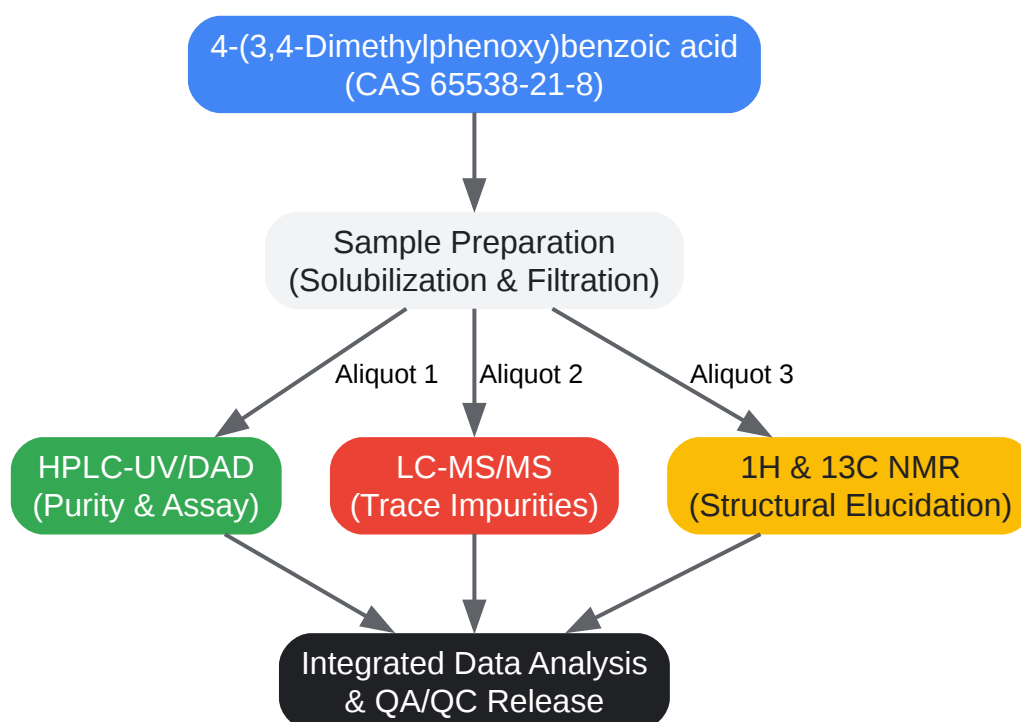 4-(3,4-Dimethylphenoxy)benzoic acid
(CAS 65538-21-8)
Sample Preparation
(Solubilization & Filtration)
Aliquot 1
Aliquot 2
Aliquot 3
HPLC-UV/DAD
(Purity & Assay)
LC-MS/MS
(Trace Impurities)
1H & 13C NMR
(Structural Elucidation)
Integrated Data Analysis
& QA/QC Release